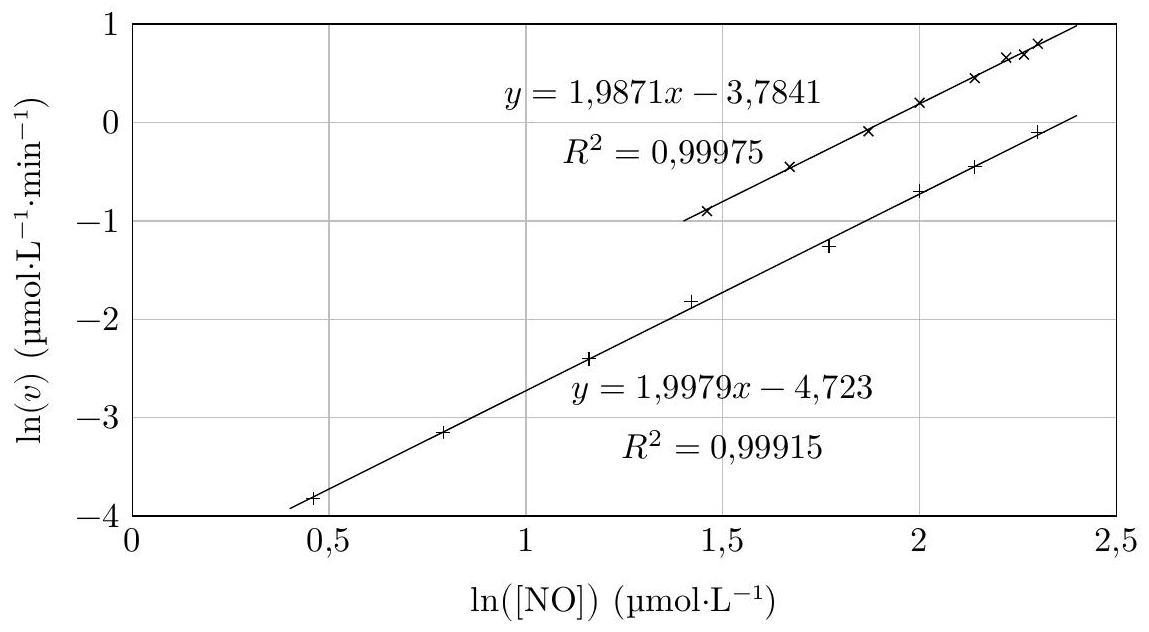 1
0
−1
−2
−3
−4
0
0,5
1
1,5
2
2,5
ln(v) (µmol·L⁻¹·min⁻¹)
y = 1,9871x − 3,7841
R² = 0,99975
y = 1,9979x − 4,723
R² = 0,99915
ln([NO]) (µmol·L⁻¹)